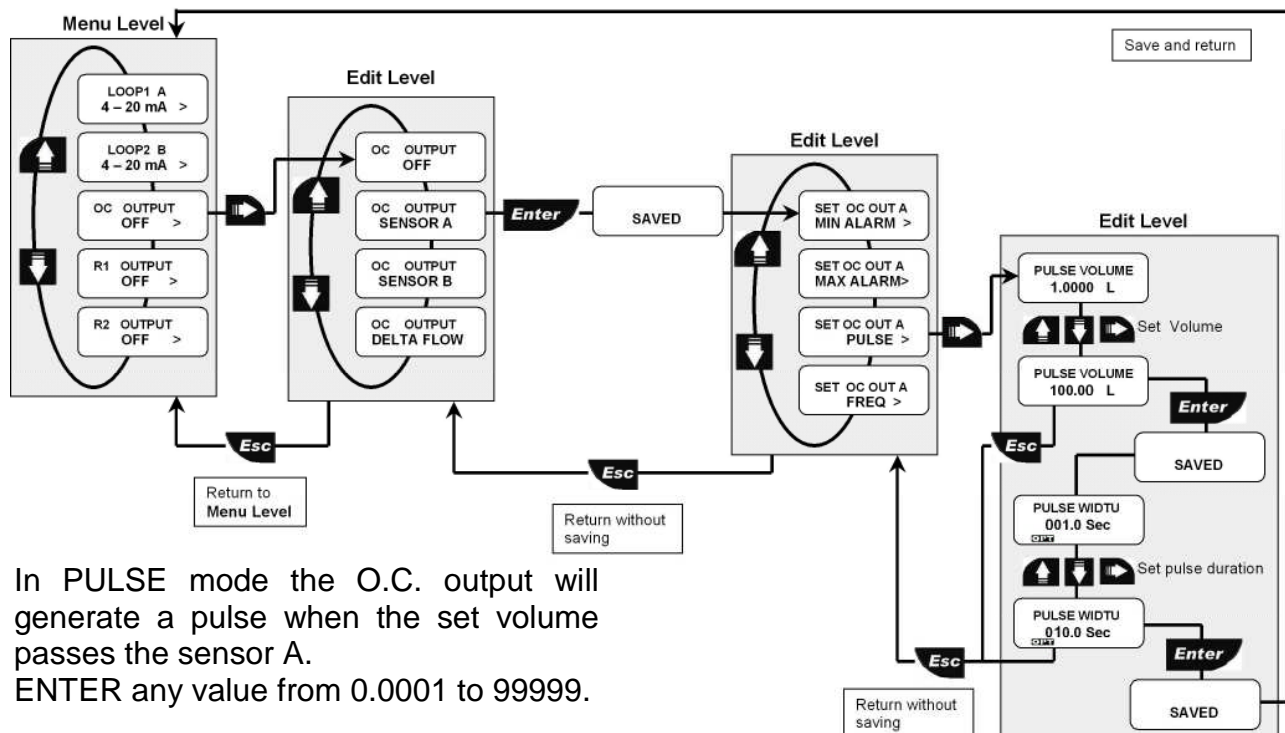 Menu Level
Save and return
LOOP1 A
4 – 20 mA >
LOOP2 B
4 – 20 mA >
OC OUTPUT
OFF >
R1 OUTPUT
OFF >
R2 OUTPUT
OFF >
Esc
Return to
Menu Level
Edit Level
OC OUTPUT
OFF
OC OUTPUT
SENSOR A
OC OUTPUT
SENSOR B
OC OUTPUT
DELTA FLOW
Enter
SAVED
Esc
Return without
saving
Edit Level
SET OC OUT A
MIN ALARM >
SET OC OUT A
MAX ALARM>
SET OC OUT A
PULSE >
SET OC OUT A
FREQ >
Edit Level
PULSE VOLUME
1.0000 L
Set Volume
PULSE VOLUME
100.00 L
Enter
Esc
SAVED
PULSE WIDTU
001.0 Sec
OPT
Set pulse duration
PULSE WIDTU
010.0 Sec
OPT
Enter
Esc
SAVED
Return without
saving
In PULSE mode the O.C. output will
generate a pulse when the set volume
passes the sensor A.
ENTER any value from 0.0001 to 99999.